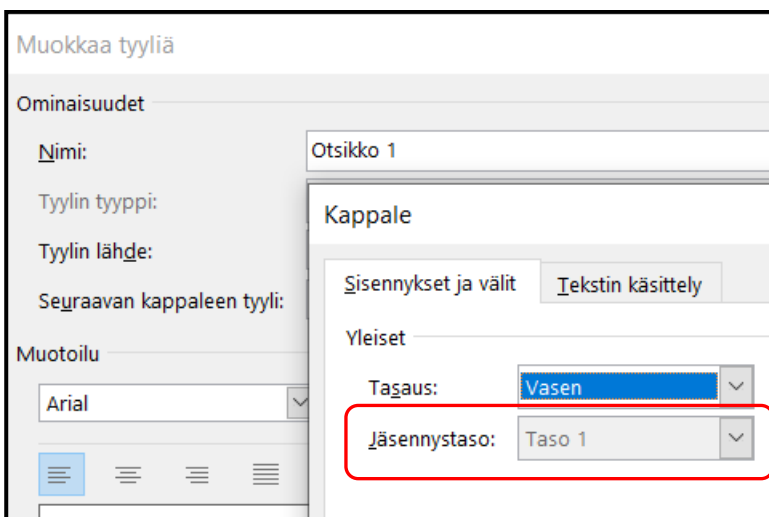 Muokkaa tyyliä
Ominaisuudet
Nimi: Otsikko 1
Tyylin tyyppi:
Tyylin lähde:
Seuraavan kappaleen tyyli:
Muotoilu
Arial
Kappale
Sisennykset ja välit Tekstin käsittely
Yleiset
Tasaus: Vasen
Jäsennystaso: Taso 1